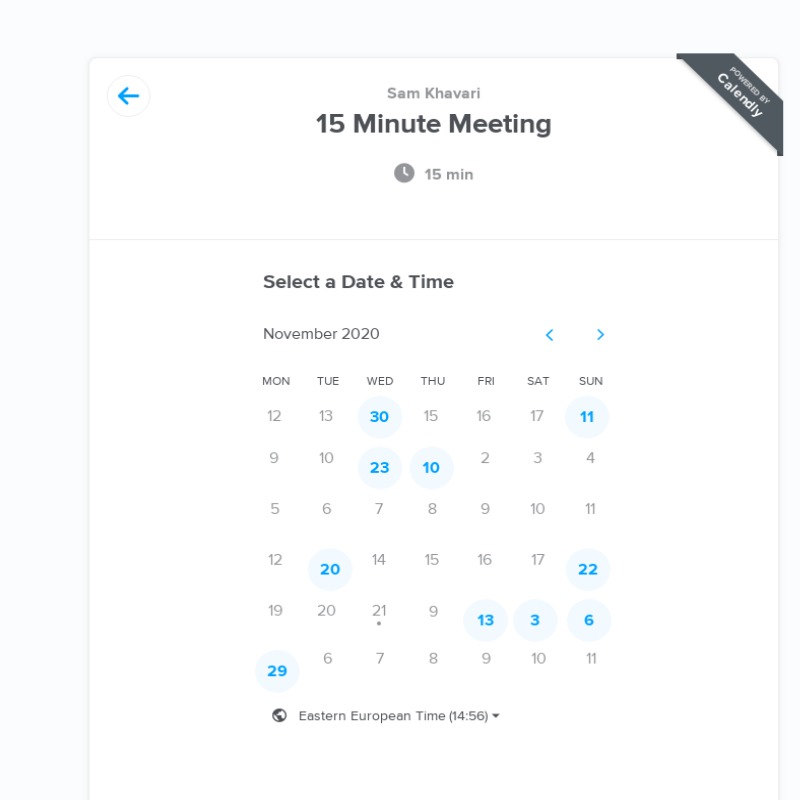 POWERED BY
Calendly
Sam Khavari
15 Minute Meeting
15 min
Select a Date & Time
November 2020
MON TUE WED THU FRI SAT SUN
12 13 30 15 16 17 11
9 10 23 10 2 3 4
5 6 7 8 9 10 11
12 20 14 15 16 17 22
19 20 21 9 13 3 6
29 6 7 8 9 10 11
Eastern European Time (14:56)